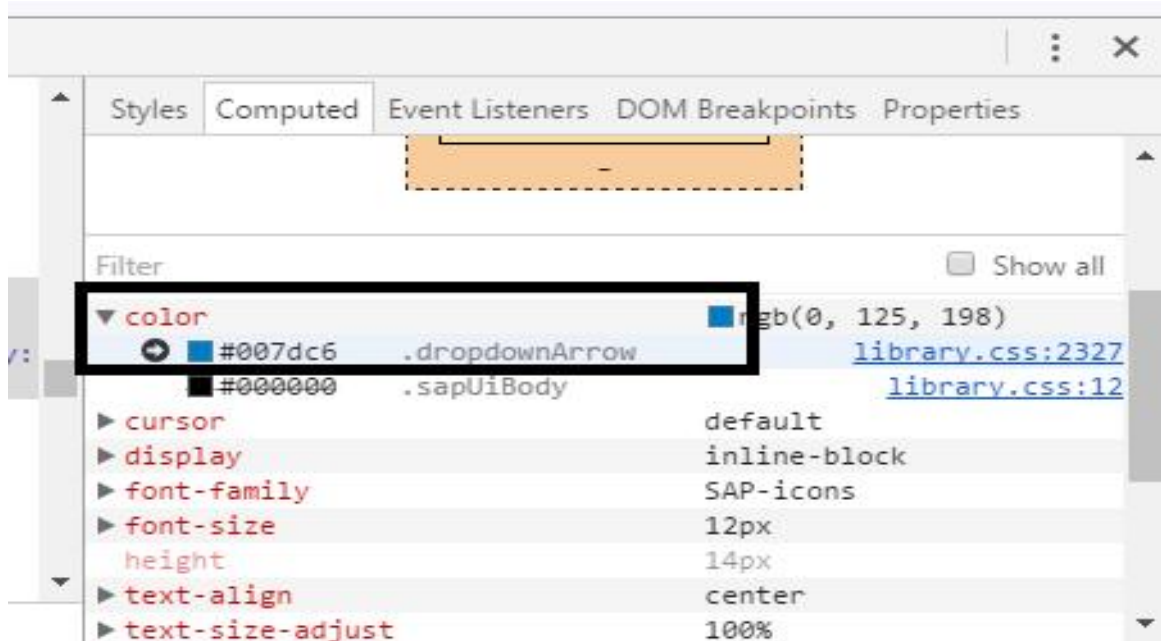 Styles Computed Event Listeners DOM Breakpoints Properties
-
Filter Show all
color rgb(0, 125, 198)
#007dc6 .dropdownArrow library.css:2327
#000000 .sapUiBody library.css:12
cursor default
display inline-block
font-family SAP-icons
font-size 12px
height 14px
text-align center
text-size-adjust 100%